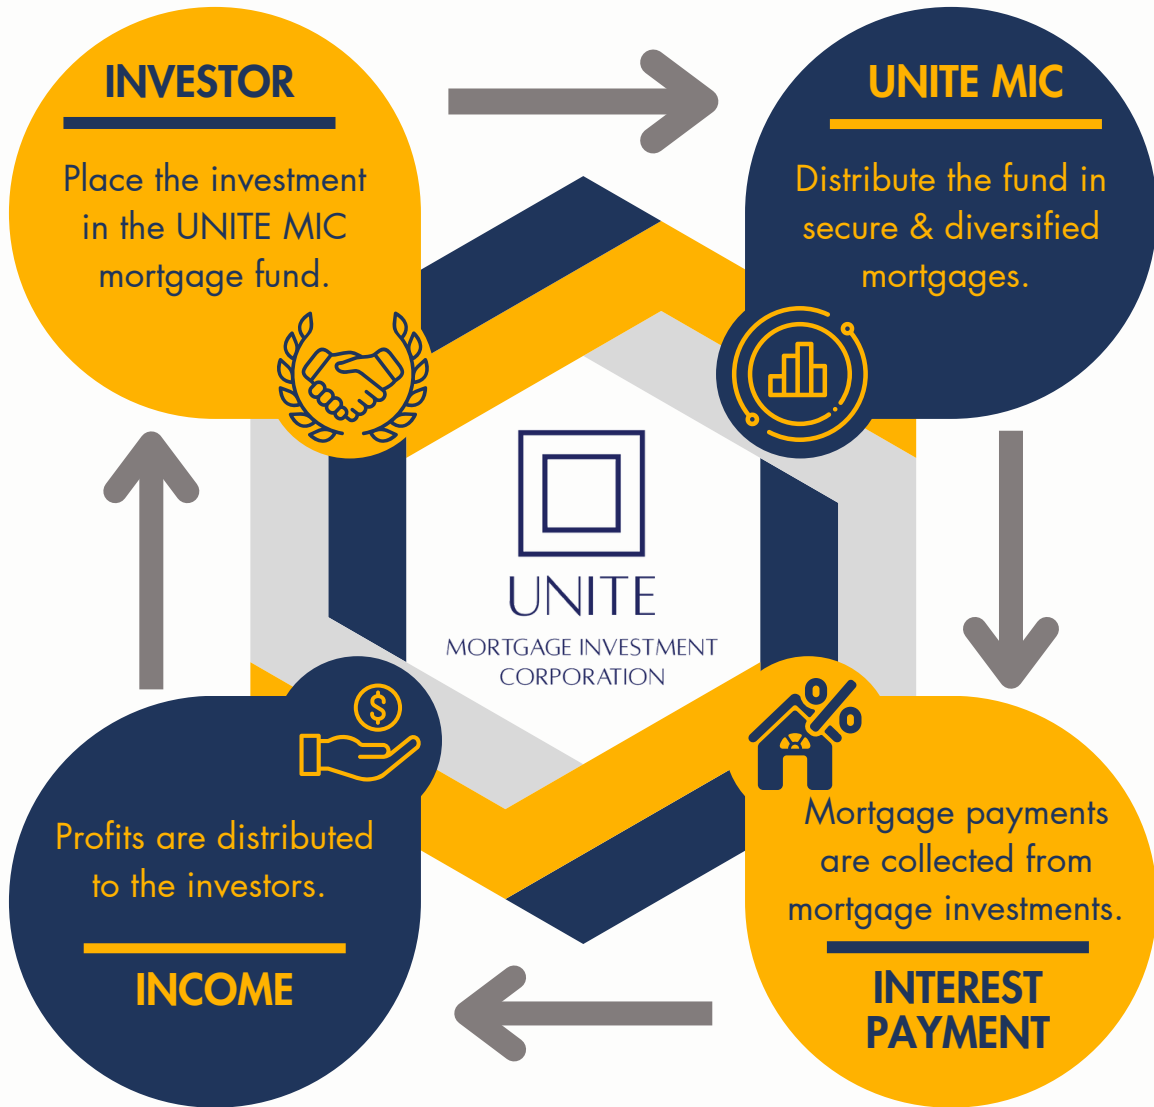 INVESTOR
Place the investment
in the UNITE MIC
mortgage fund.
UNITE MIC
Distribute the fund in
secure & diversified
mortgages.
UNITE
MORTGAGE INVESTMENT
CORPORATION
$
Profits are distributed
to the investors.
INCOME
%
Mortgage payments
are collected from
mortgage investments.
INTEREST
PAYMENT